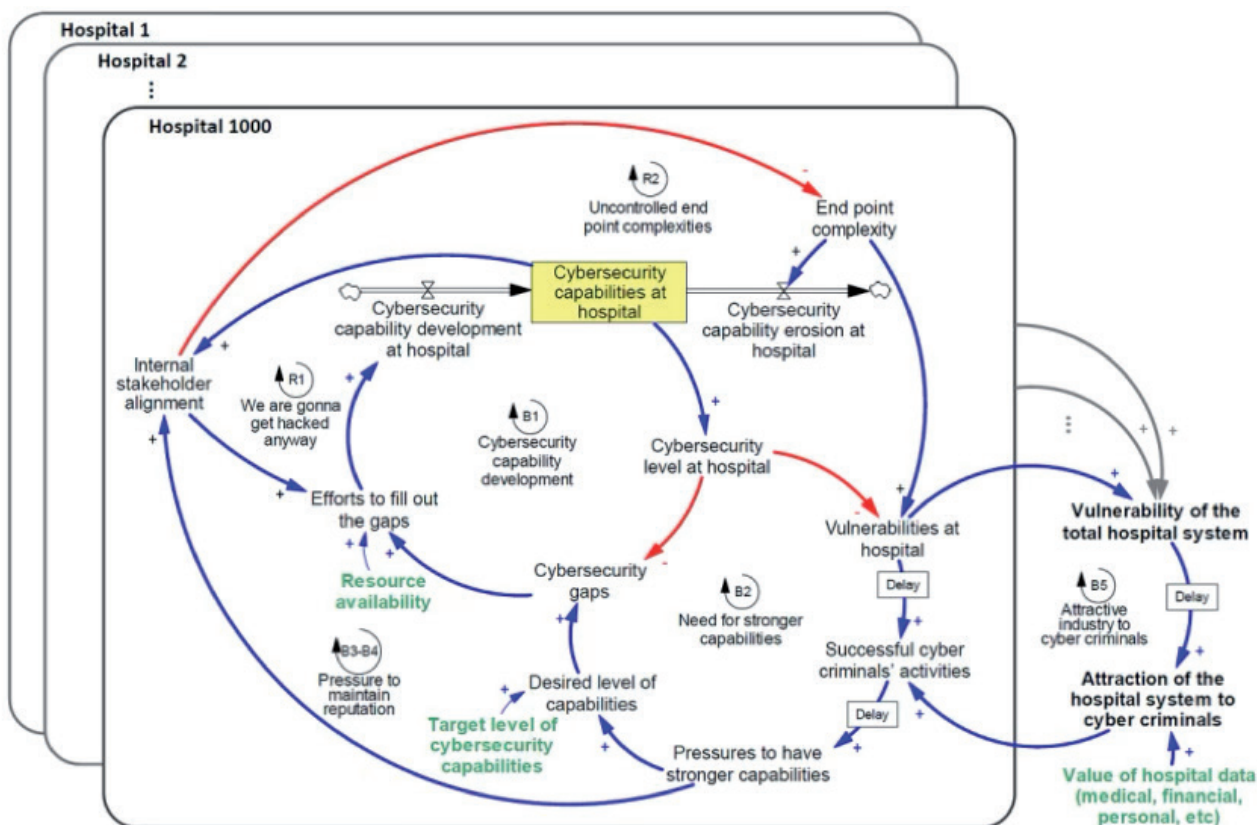 Hospital 1
Hospital 2
⋮
Hospital 1000
-
R2
Uncontrolled end
point complexities
End point
complexity
+
Cybersecurity
capabilities at
hospital
Cybersecurity
capability development
at hospital
Cybersecurity
capability erosion at
hospital
+
Internal
stakeholder
alignment
+
R1
We are gonna
get hacked
anyway
+
B1
Cybersecurity
capability
development
+
Cybersecurity
level at hospital
⋮
+
+
+
+
Efforts to fill out
the gaps
+
+
-
+
Vulnerabilities at
hospital
Vulnerability of the
total hospital system
Resource
availability
Cybersecurity
gaps
-
B2
Need for stronger
capabilities
Delay
+
B5
Attractive
industry to
cyber criminals
Delay
+
B3-B4
Pressure to
maintain
reputation
+
Desired level of
capabilities
Successful cyber
criminals' activities
Attraction of the
hospital system to
cyber criminals
+
Target level of
cybersecurity
capabilities
+
Delay
+
+
Pressures to have
stronger capabilities
+
Value of hospital data
(medical, financial,
personal, etc)